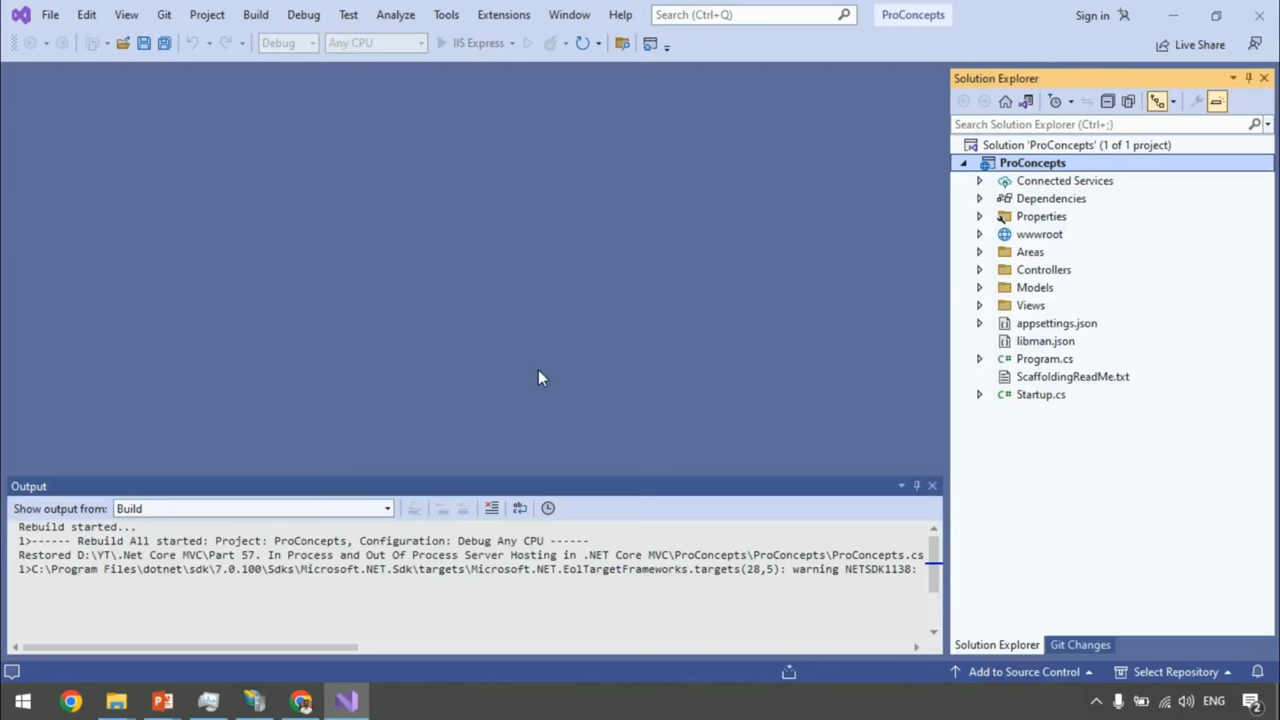 File Edit View Git Project Build Debug Test Analyze Tools Extensions Window Help Search (Ctrl+Q) ProConcepts Sign in
Debug Any CPU IIS Express Live Share
Solution Explorer
Search Solution Explorer (Ctrl+;)
Solution 'ProConcepts' (1 of 1 project)
ProConcepts
Connected Services
Dependencies
Properties
wwwroot
Areas
Controllers
Models
Views
appsettings.json
libman.json
C# Program.cs
ScaffoldingReadMe.txt
C# Startup.cs
Output
Show output from: Build
Rebuild started...
1>------ Rebuild All started: Project: ProConcepts, Configuration: Debug Any CPU ------
Restored D:\YT\.Net Core MVC\Part 57. In Process and Out Of Process Server Hosting in .NET Core MVC\ProConcepts\ProConcepts\ProConcepts.cs
1>C:\Program Files\dotnet\sdk\7.0.100\Sdks\Microsoft.NET.Sdk\targets\Microsoft.NET.EolTargetFrameworks.targets(28,5): warning NETSDK1138:
Solution Explorer Git Changes
Add to Source Control Select Repository
ENG 2